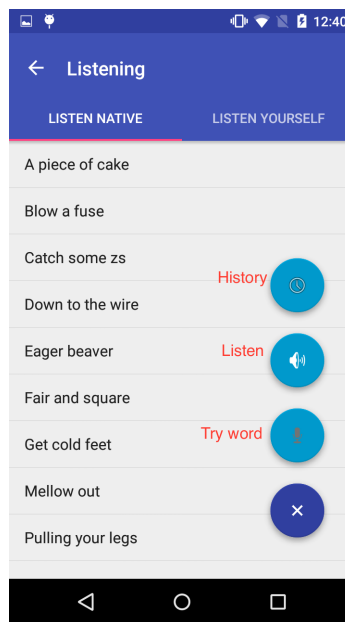 12:40
Listening
LISTEN NATIVE LISTEN YOURSELF
A piece of cake
Blow a fuse
Catch some zs
History
Down to the wire
Eager beaver
Listen
Fair and square
Try word
Get cold feet
Mellow out
Pulling your legs